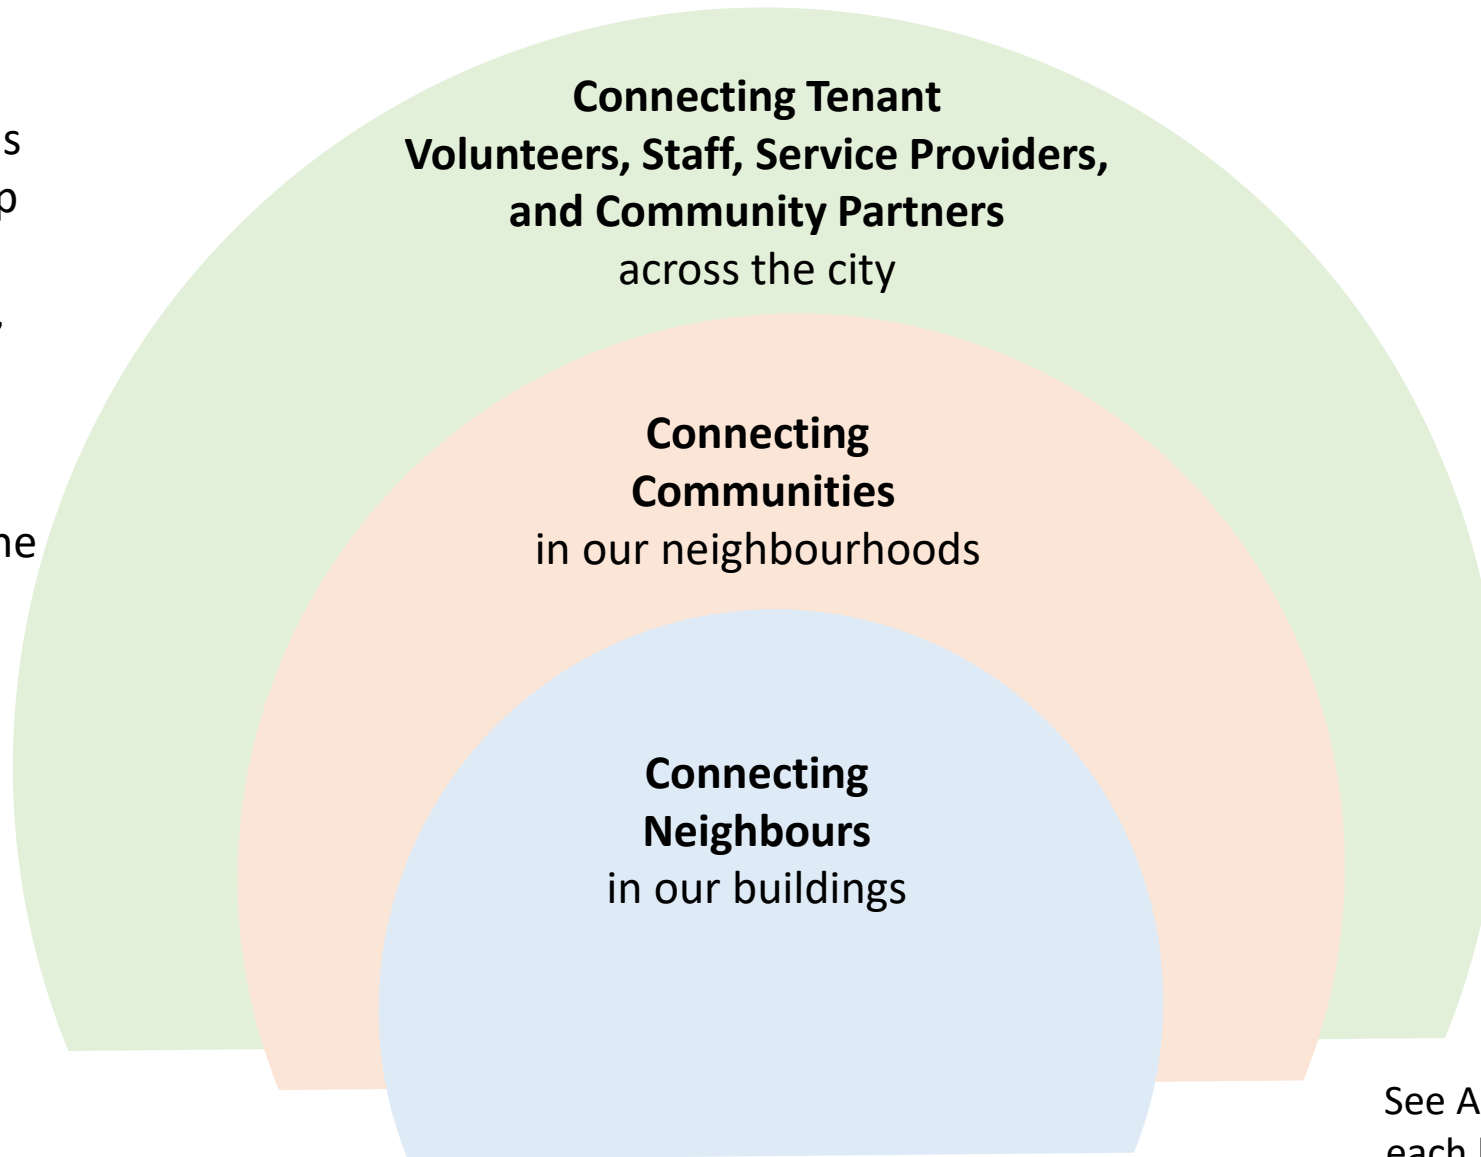 Connecting Tenant
Volunteers, Staff, Service Providers,
and Community Partners
across the city
Connecting
Communities
in our neighbourhoods
Connecting
Neighbours
in our buildings
See A
each